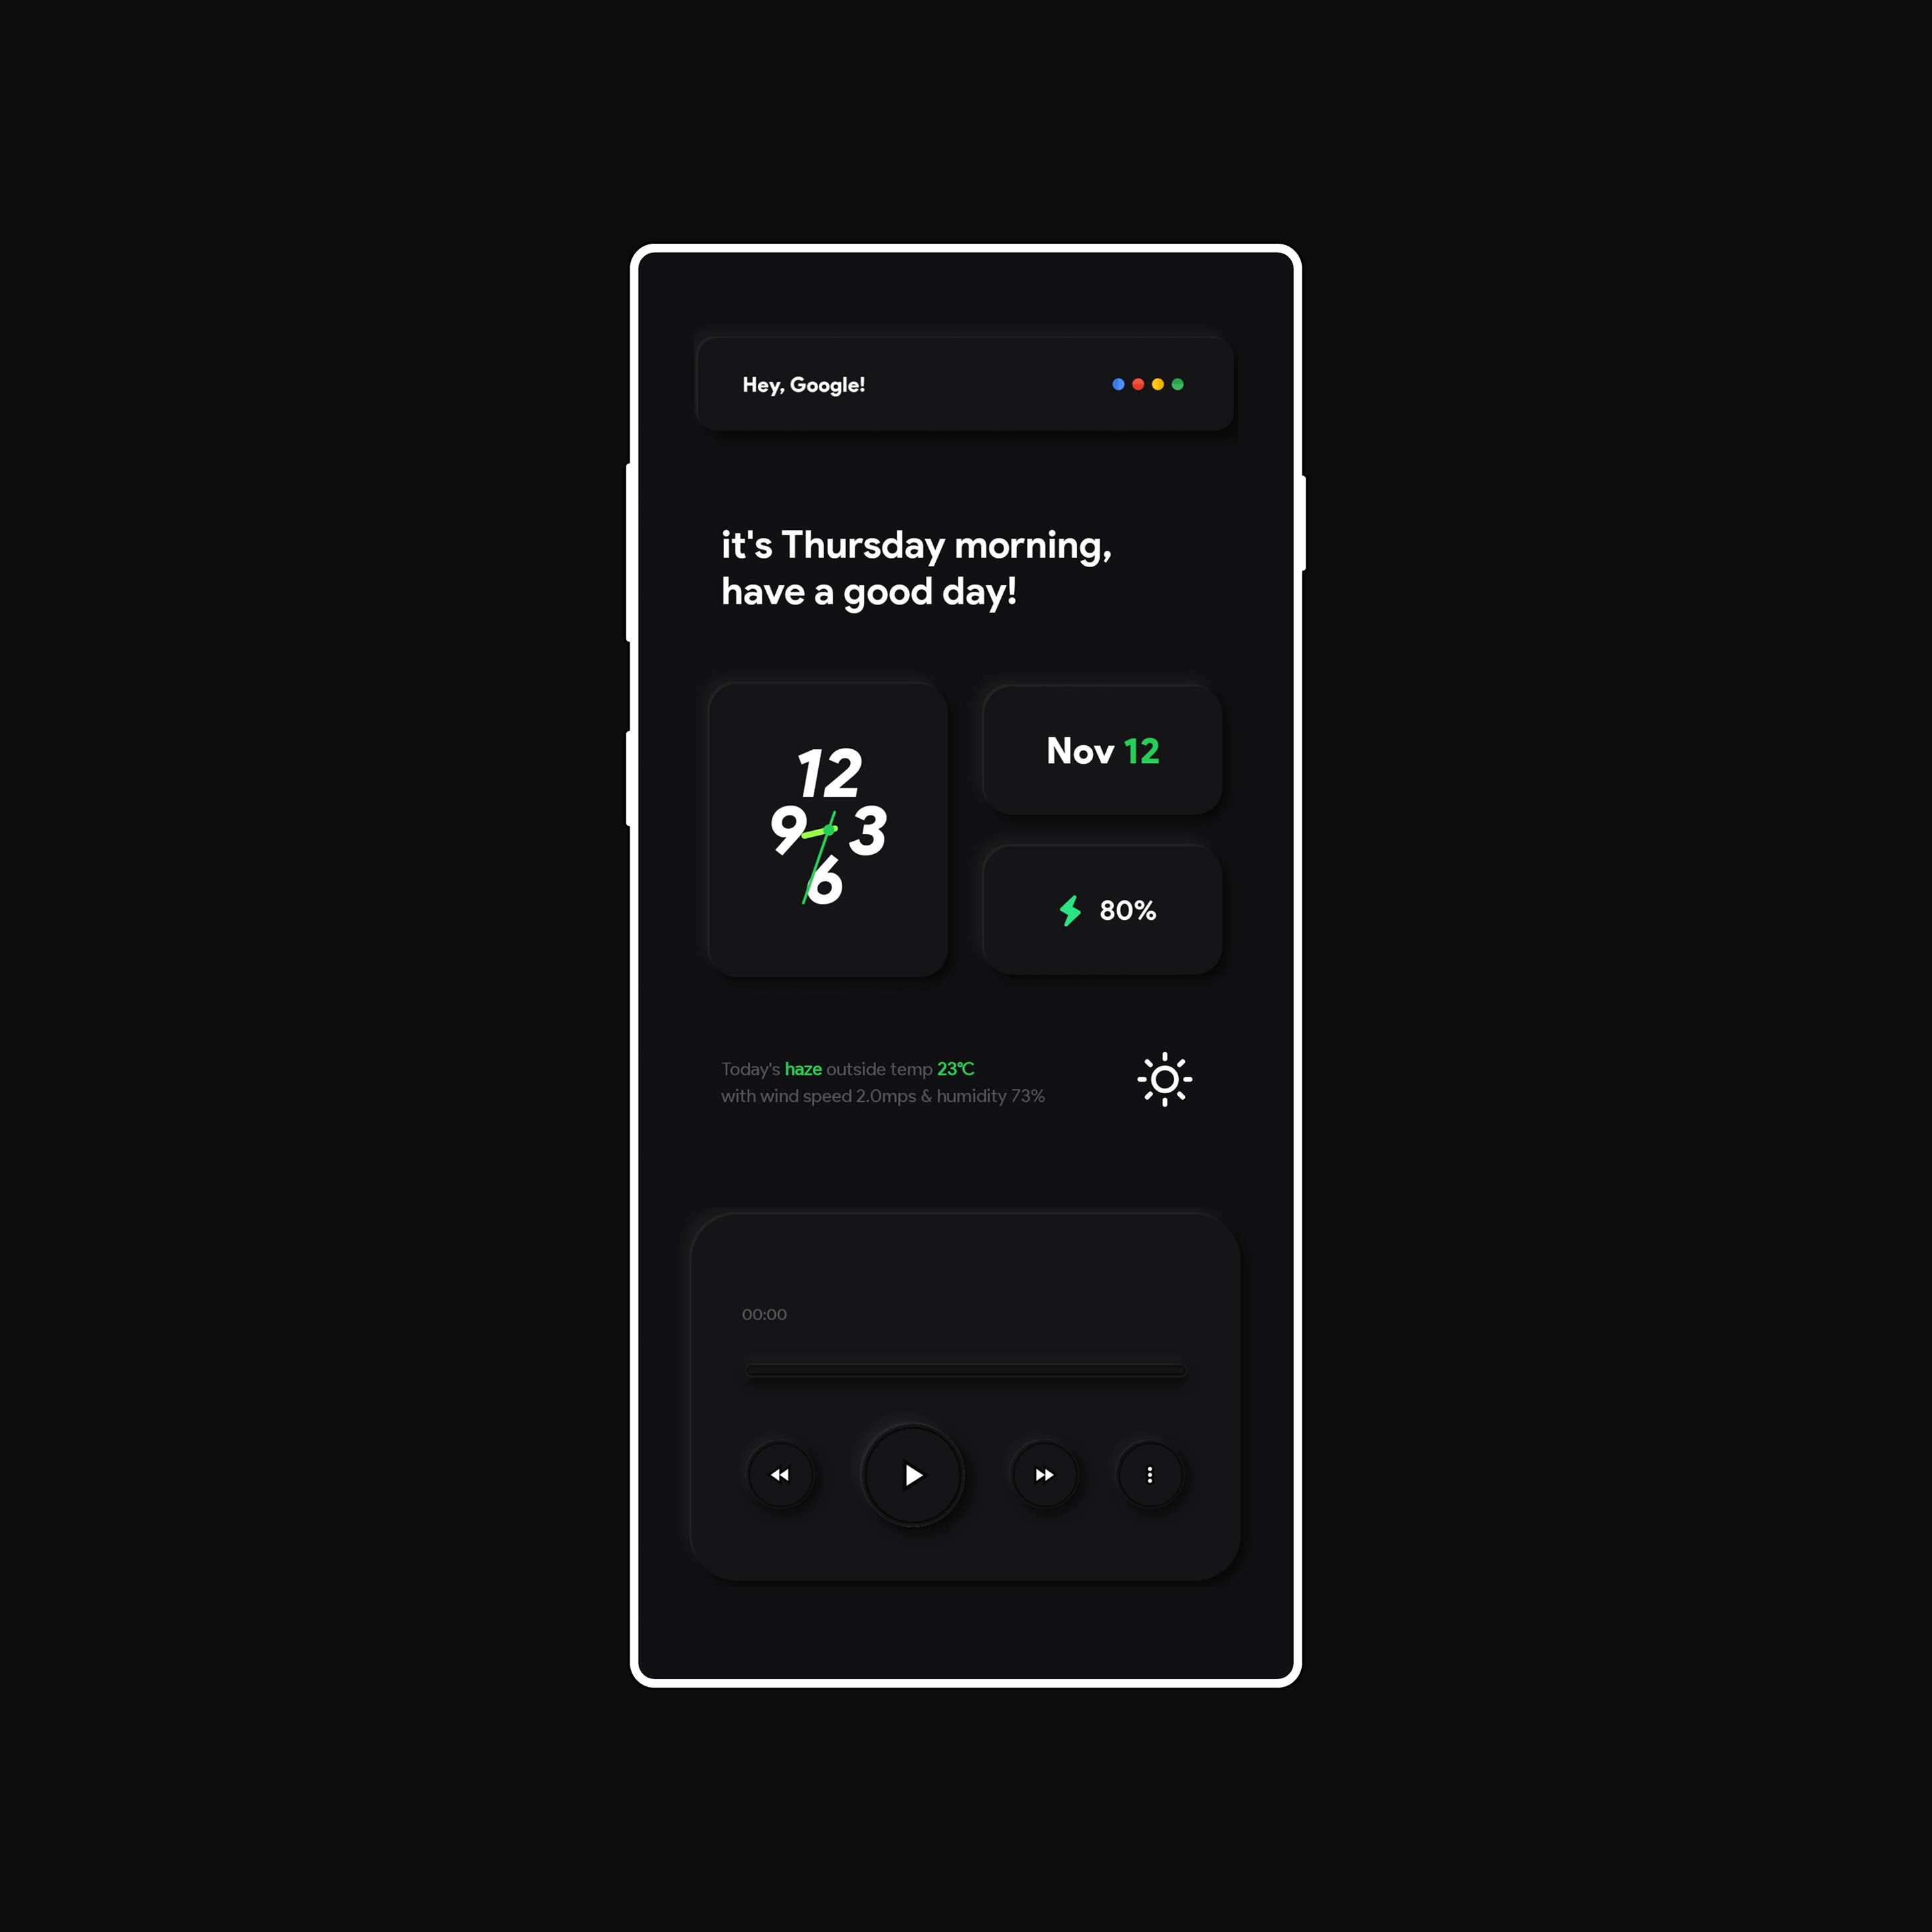 Hey, Google!
it's Thursday morning,
have a good day!
12
9 3
6
Nov 12
80%
Today's haze outside temp 23°C
with wind speed 2.0mps & humidity 73%
00:00